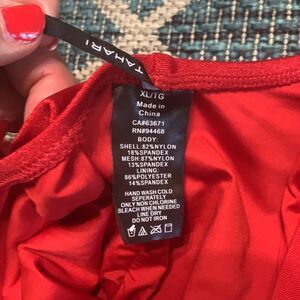 TAHARI
XL/TG
Made in
China
CA#63671
RN#94468
BODY:
SHELL:82%NYLON
18%SPANDEX
MESH:87%NYLON
13%SPANDEX
LINING:
86%POLYESTER
14%SPANDEX
HAND WASH COLD
SEPERATELY
ONLY NON CHLORINE
BLEACH WHEN NEEDED
LINE DRY
DO NOT IRON